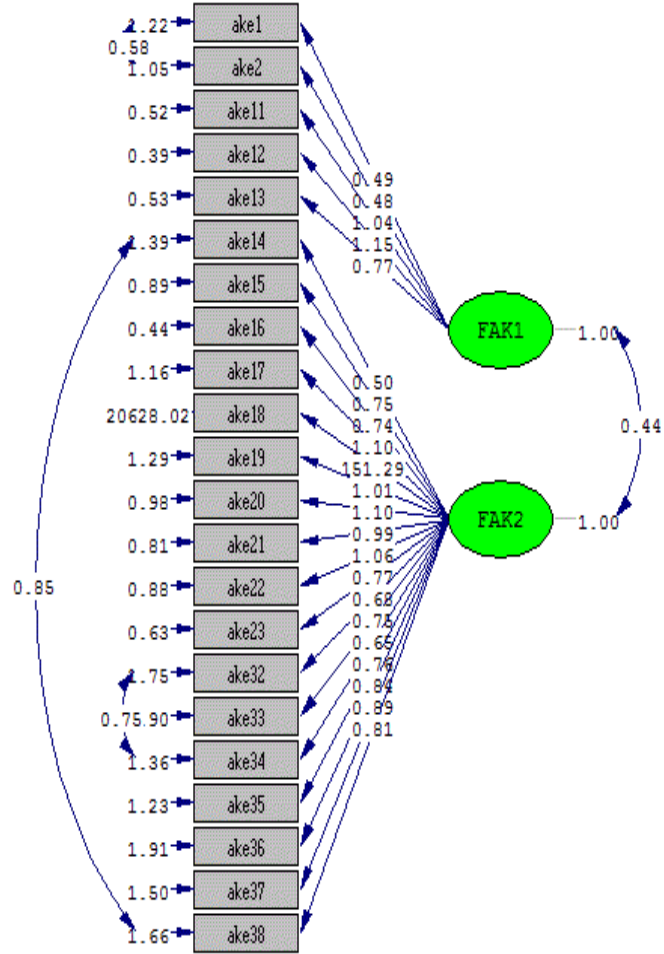 1.22 ake1
0.58
1.05 ake2
0.52 ake11
0.39 ake12
0.53 ake13
1.39 ake14
0.89 ake15
0.44 ake16
1.16 ake17
20628.02 ake18
1.29 ake19
0.98 ake20
0.81 ake21
0.88 ake22
0.63 ake23
1.75 ake32
0.75 .90 ake33
1.36 ake34
1.23 ake35
1.91 ake36
1.50 ake37
1.66 ake38
0.85
0.49
0.48
1.04
1.15
0.77
0.50
0.75
0.74
1.10
151.29
1.01
1.10
0.99
1.06
0.77
0.68
0.75
0.65
0.76
0.84
0.89
0.81
FAK1 1.00
0.44
FAK2 1.00